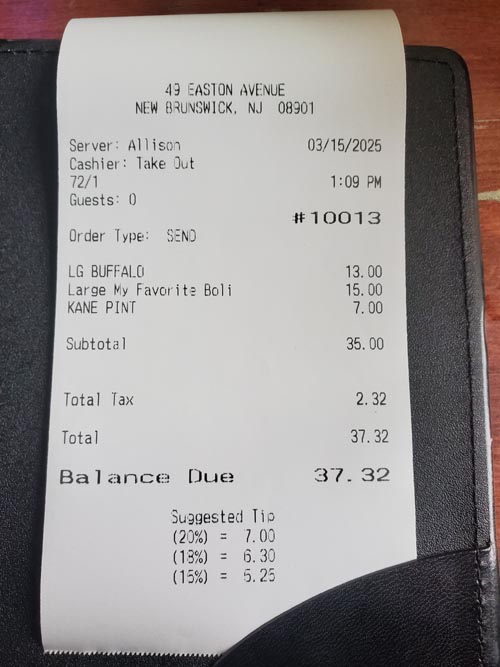 49 EASTON AVENUE
NEW BRUNSWICK, NJ 08901
Server: Allison 03/15/2025
Cashier: Take Out
72/1 1:09 PM
Guests: 0
#10013
Order Type: SEND
LG BUFFALO 13.00
Large My Favorite Boli 15.00
KANE PINT 7.00
Subtotal 35.00
Total Tax 2.32
Total 37.32
Balance Due 37.32
Suggested Tip
(20%) = 7.00
(18%) = 6.30
(15%) = 5.25